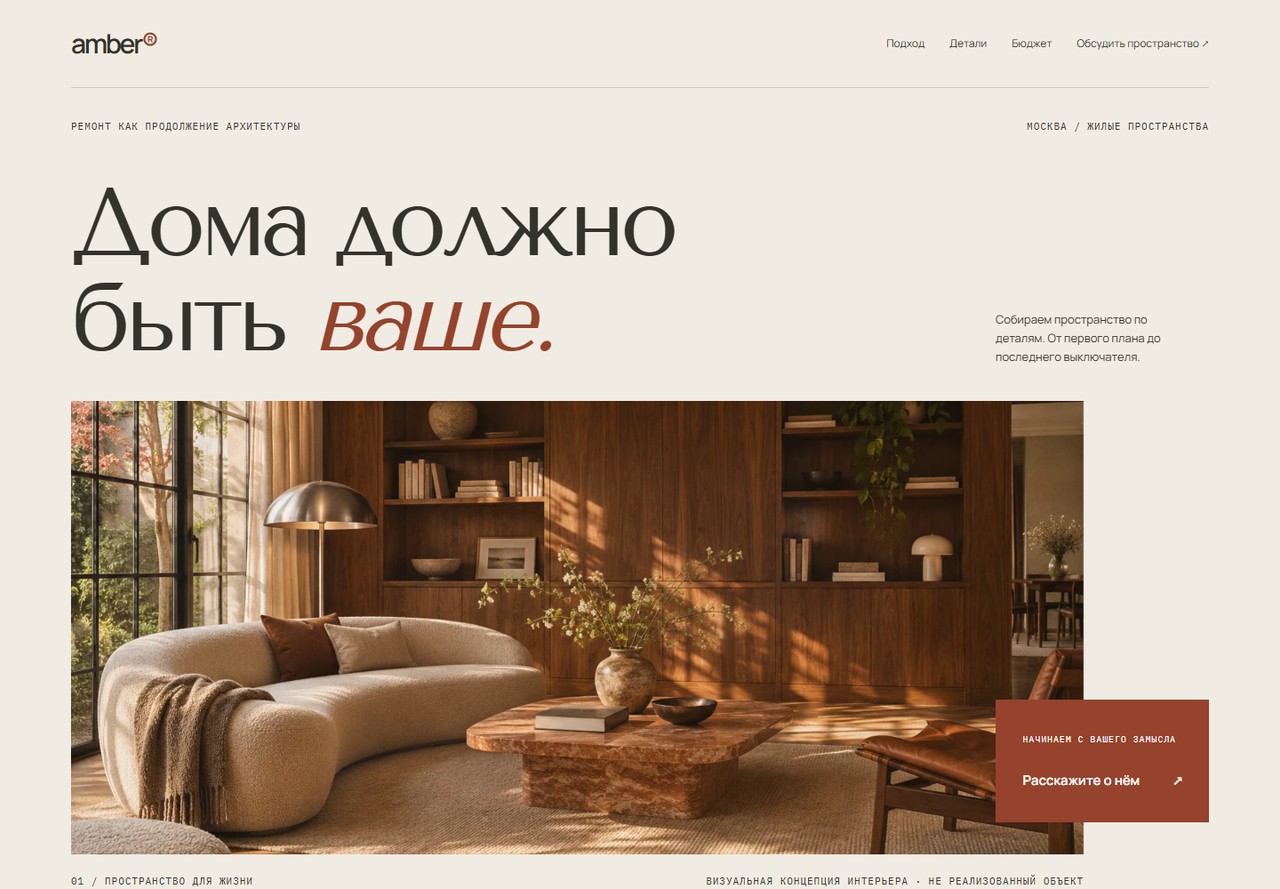 amber®
Подход Детали Бюджет Обсудить пространство ↗
РЕМОНТ КАК ПРОДОЛЖЕНИЕ АРХИТЕКТУРЫ
МОСКВА / ЖИЛЫЕ ПРОСТРАНСТВА
Дома должно
быть ваше.
Собираем пространство по
деталям. От первого плана до
последнего выключателя.
НАЧИНАЕМ С ВАШЕГО ЗАМЫСЛА
Расскажите о нём ↗
01 / ПРОСТРАНСТВО ДЛЯ ЖИЗНИ
ВИЗУАЛЬНАЯ КОНЦЕПЦИЯ ИНТЕРЬЕРА · НЕ РЕАЛИЗОВАННЫЙ ОБЪЕКТ